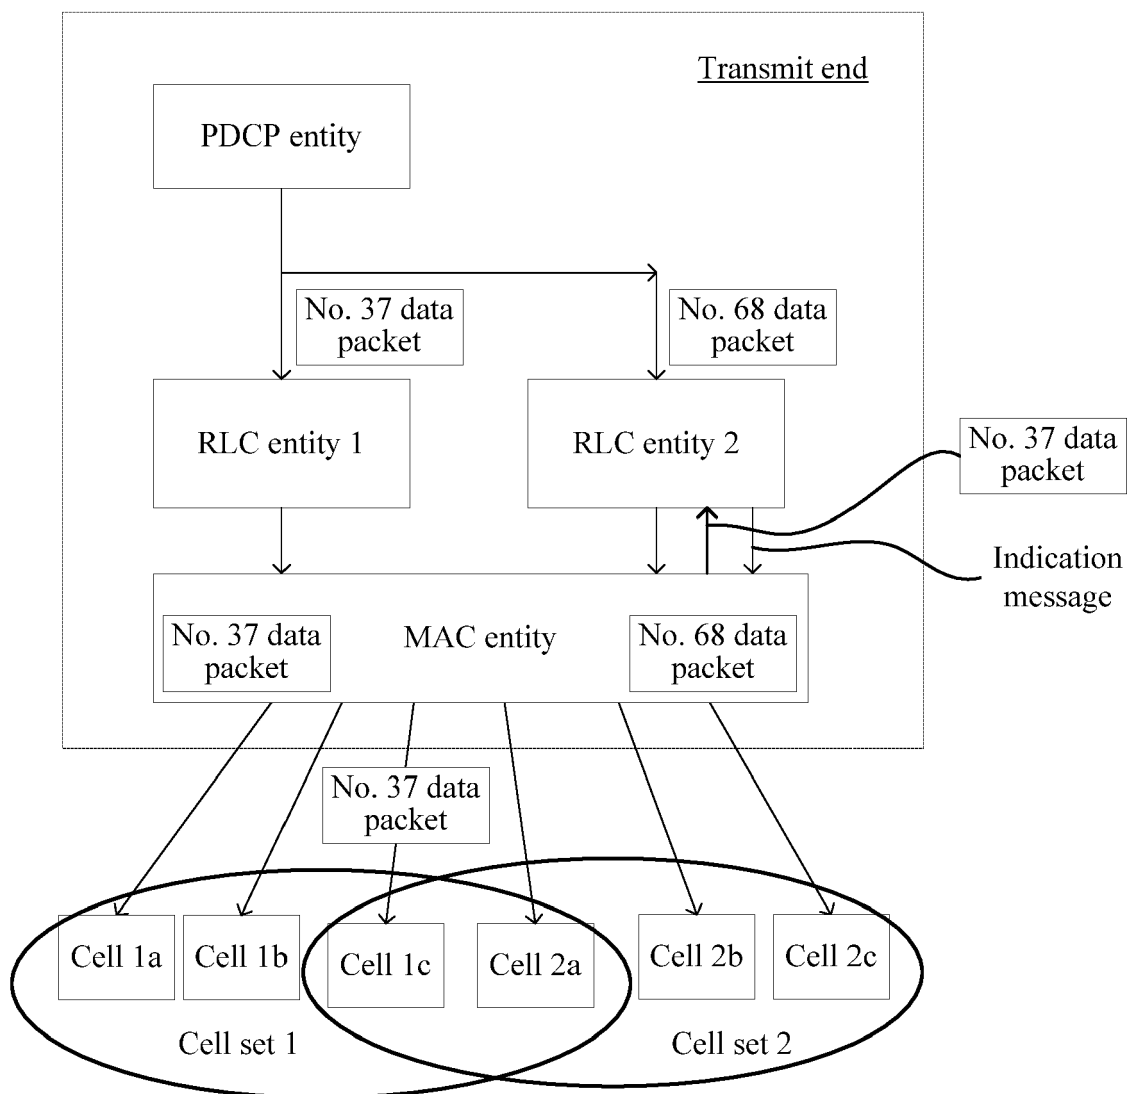 Transmit end
PDCP entity
No. 37 data
packet
No. 68 data
packet
RLC entity 1
RLC entity 2
No. 37 data
packet
Indication
message
No. 37 data
packet
MAC entity
No. 68 data
packet
No. 37 data
packet
Cell 1a
Cell 1b
Cell 1c
Cell 2a
Cell 2b
Cell 2c
Cell set 1
Cell set 2